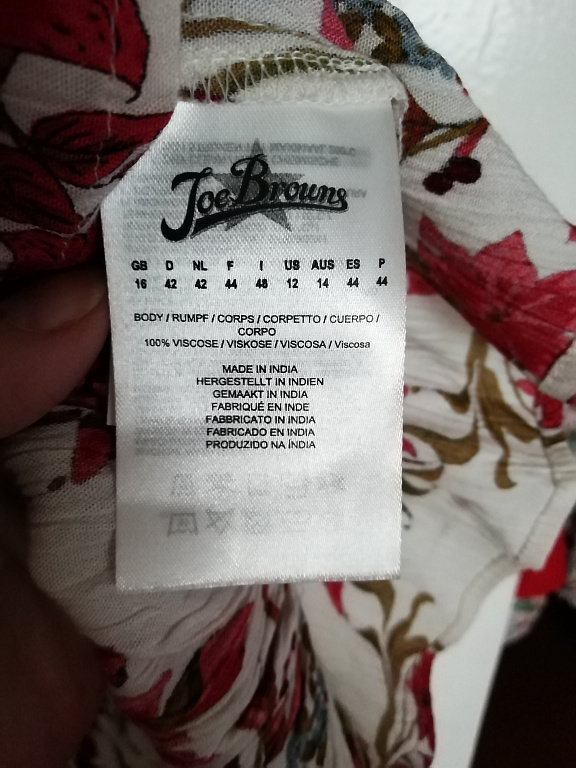 Joe Browns
GB D NL F I US AUS ES P
16 42 42 44 48 12 14 44 44
BODY / RUMPF / CORPS / CORPETTO / CUERPO /
CORPO
100% VISCOSE / VISKOSE / VISCOSA / Viscosa
MADE IN INDIA
HERGESTELLT IN INDIEN
GEMAAKT IN INDIA
FABRIQUÉ EN INDE
FABBRICATO IN INDIA
FABRICADO EN INDIA
PRODUZIDO NA ÍNDIA